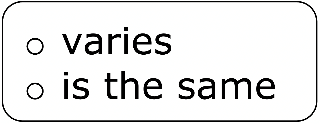 varies
is the same